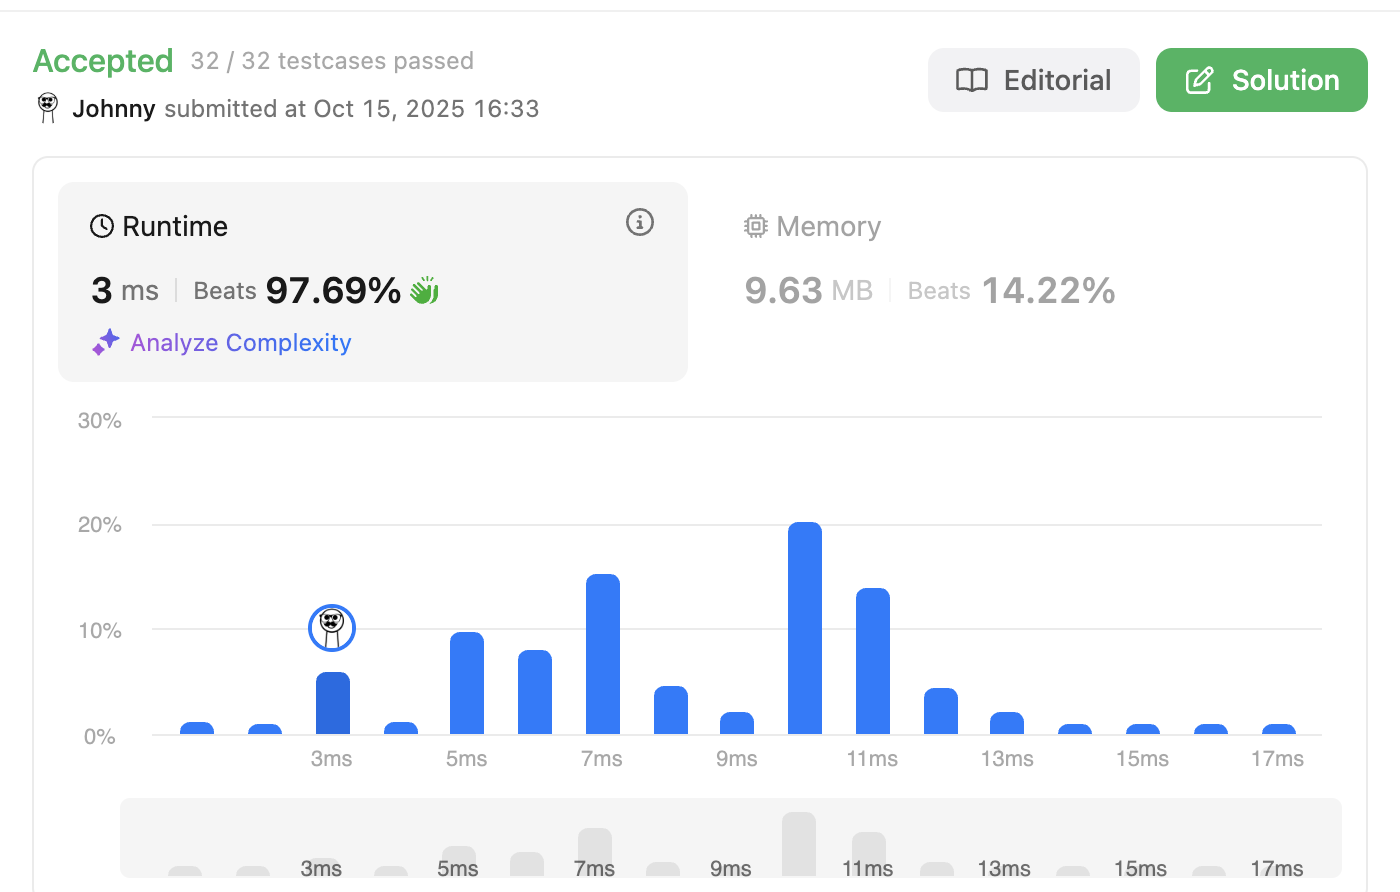 Accepted 32 / 32 testcases passed
Johnny submitted at Oct 15, 2025 16:33
Editorial
Solution
Runtime
3 ms Beats 97.69%
Analyze Complexity
Memory
9.63 MB Beats 14.22%
30%
20%
10%
0%
3ms 5ms 7ms 9ms 11ms 13ms 15ms 17ms
3ms 5ms 7ms 9ms 11ms 13ms 15ms 17ms